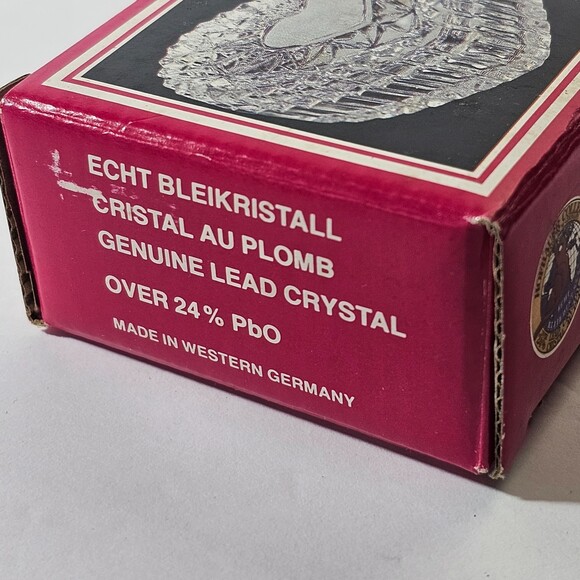 ECHT BLEIKRISTALL
CRISTAL AU PLOMB
GENUINE LEAD CRYSTAL
OVER 24% PbO
MADE IN WESTERN GERMANY